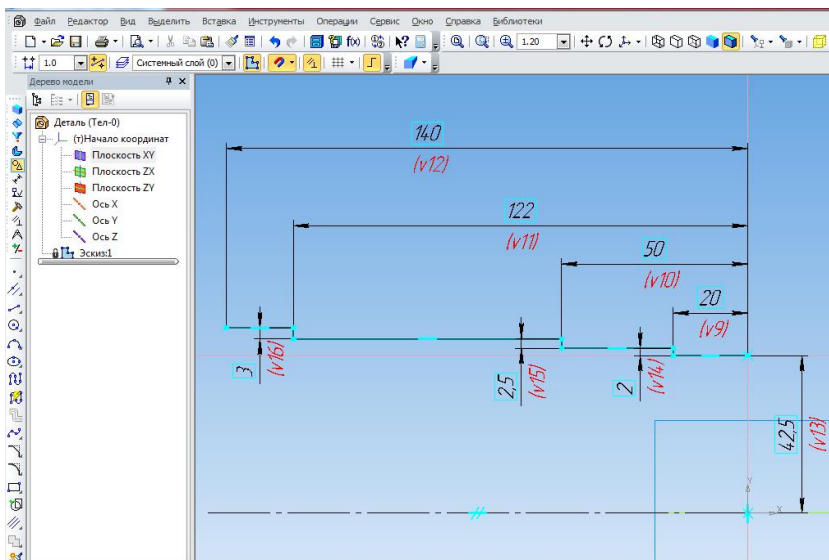 Файл Редактор Вид Выделить Вставка Инструменты Операции Сервис Окно Справка Библиотеки
f(x) 1.20
1.0 Системный слой (0)
Дерево модели
Деталь (Тел-0)
(т)Начало координат
Плоскость XY
Плоскость ZX
Плоскость ZY
Ось X
Ось Y
Ось Z
Эскиз:1
140
(v12)
122
(v11)
50
(v10)
20
(v9)
3
(v16)
2,5
(v15)
2
(v14)
42,5
(v13)
Y
X